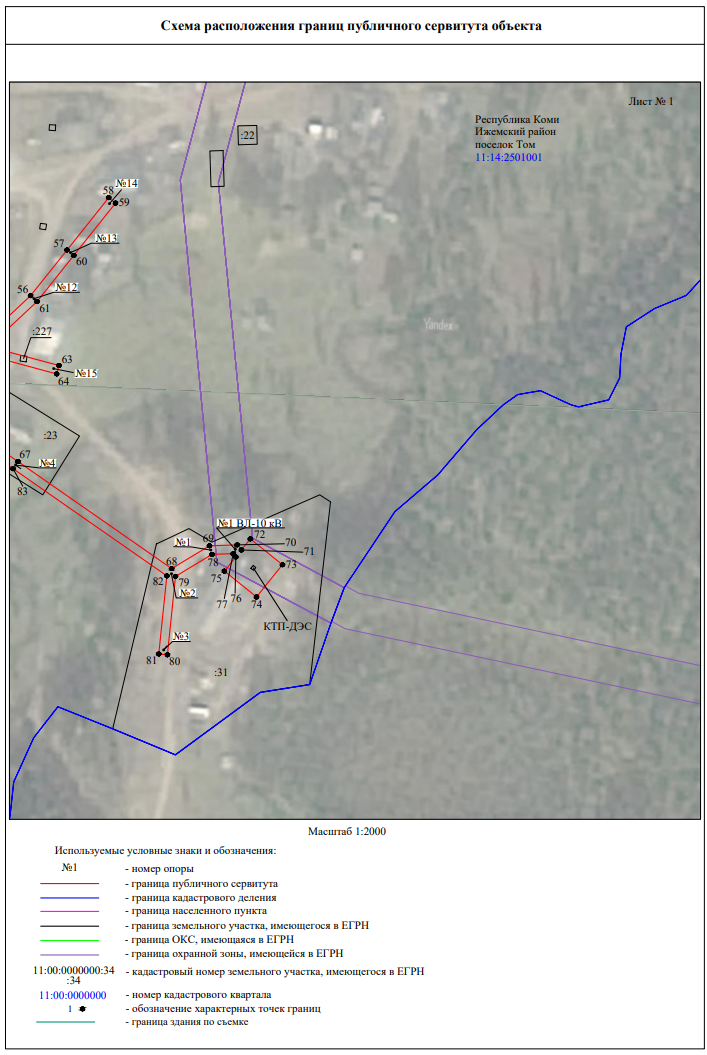 Схема расположения границ публичного сервитута объекта
Лист № 1
Республика Коми
Ижемский район
поселок Том
11:14:2501001
:22
№14
58
59
57
№13
60
56
№12
61
:227
63
№15
64
Yandex
:23
67
№4
83
№1 ВЛ-10 кВ
72
69
70
№1
71
78
73
68
75
82
79
№2
77
76
74
КТП-ДЭС
№3
81
80
:31
Масштаб 1:2000
Используемые условные знаки и обозначения:
№1 - номер опоры
- граница публичного сервитута
- граница кадастрового деления
- граница населенного пункта
- граница земельного участка, имеющегося в ЕГРН
- граница ОКС, имеющаяся в ЕГРН
- граница охранной зоны, имеющейся в ЕГРН
11:00:0000000:34 - кадастровый номер земельного участка, имеющегося в ЕГРН
:34
11:00:0000000 - номер кадастрового квартала
1 - обозначение характерных точек границ
- граница здания по съемке